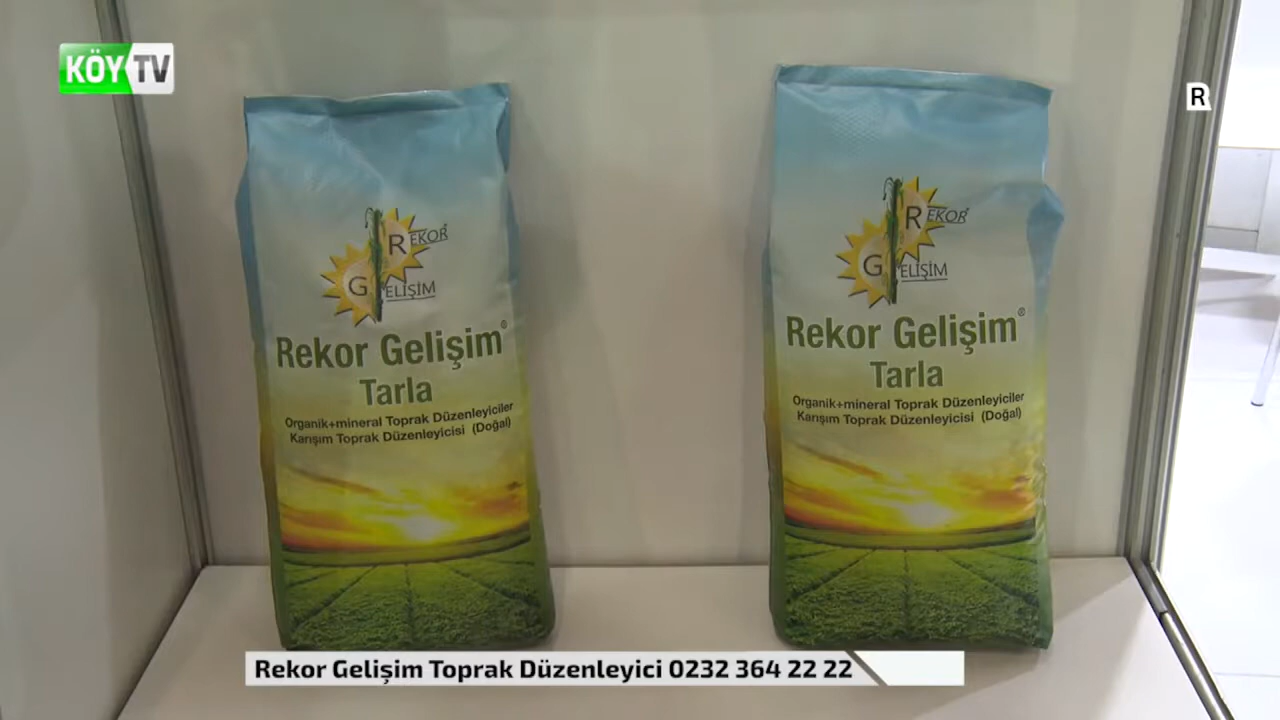 KÖY TV
R
REKOR
GELİŞİM
Rekor Gelişim®
Tarla
Organik+mineral Toprak Düzenleyiciler
Karışım Toprak Düzenleyicisi (Doğal)
REKOR
GELİŞİM
Rekor Gelişim®
Tarla
Organik+mineral Toprak Düzenleyiciler
Karışım Toprak Düzenleyicisi (Doğal)
Rekor Gelişim Toprak Düzenleyici 0232 364 22 22